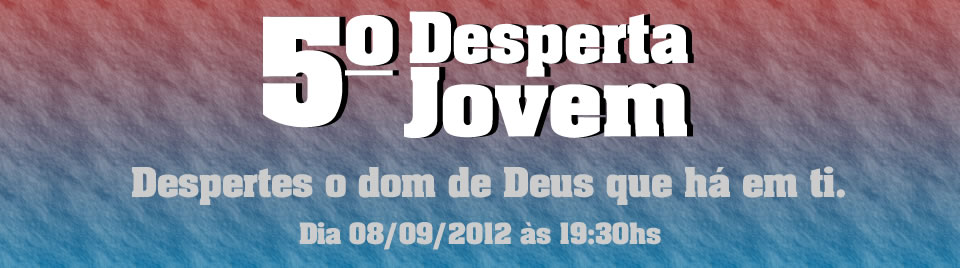 5º Desperta
Jovem
Despertes o dom de Deus que há em ti.
Dia 08/09/2012 às 19:30hs